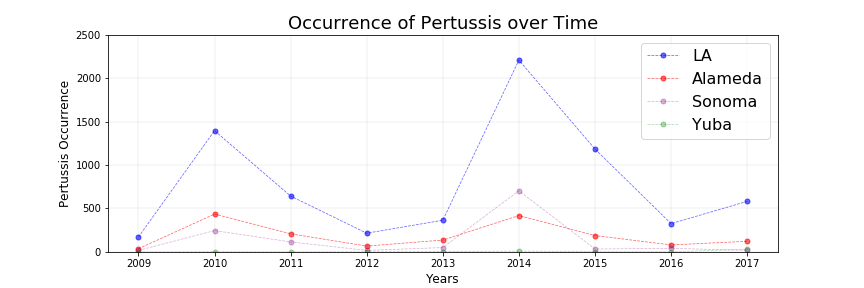 Occurrence of Pertussis over Time
2500
2000
1500
1000
500
0
Pertussis Occurrence
LA
Alameda
Sonoma
Yuba
2009 2010 2011 2012 2013 2014 2015 2016 2017
Years